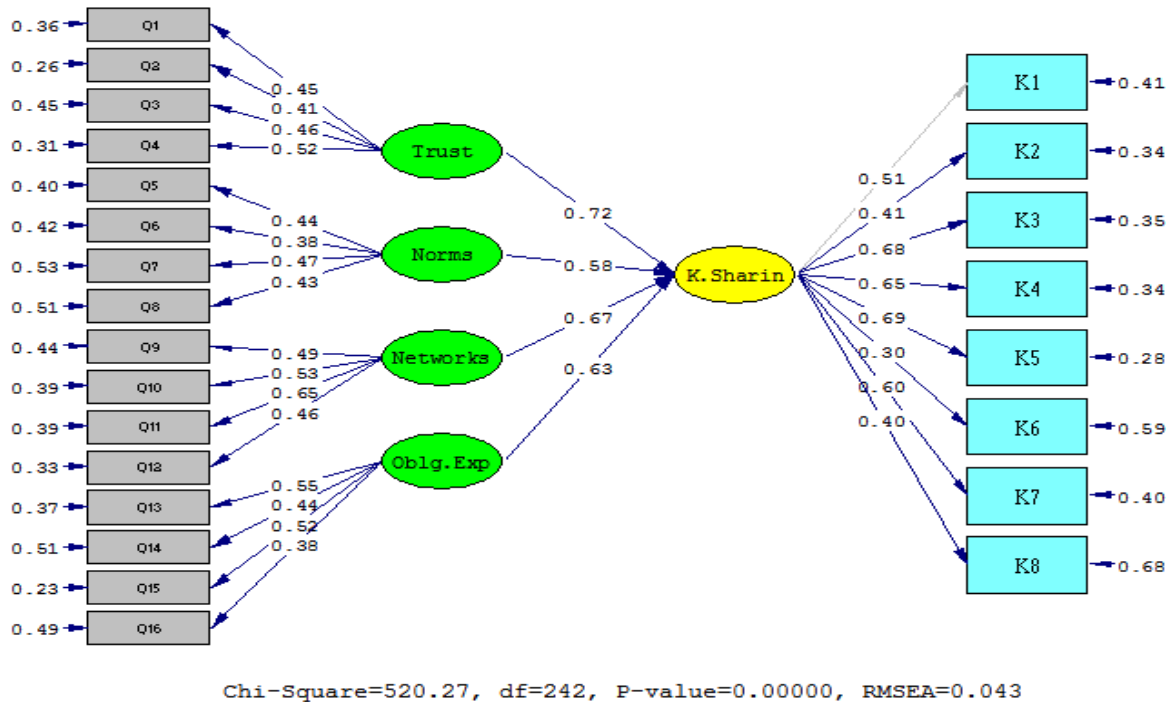 0.36 Q1
0.26 Q2
0.45 Q3
0.31 Q4
0.40 Q5
0.42 Q6
0.53 Q7
0.51 Q8
0.44 Q9
0.39 Q10
0.39 Q11
0.33 Q12
0.37 Q13
0.51 Q14
0.23 Q15
0.49 Q16
0.45
0.41
0.46
0.52
0.44
0.38
0.47
0.43
0.49
0.53
0.65
0.46
0.55
0.44
0.52
0.38
Trust
Norms
Networks
Oblg.Exp
0.72
0.58
0.67
0.63
K.Sharin
0.51
0.41
0.68
0.65
0.69
0.30
0.60
0.40
K1 0.41
K2 0.34
K3 0.35
K4 0.34
K5 0.28
K6 0.59
K7 0.40
K8 0.68
Chi-Square=520.27, df=242, P-value=0.00000, RMSEA=0.043